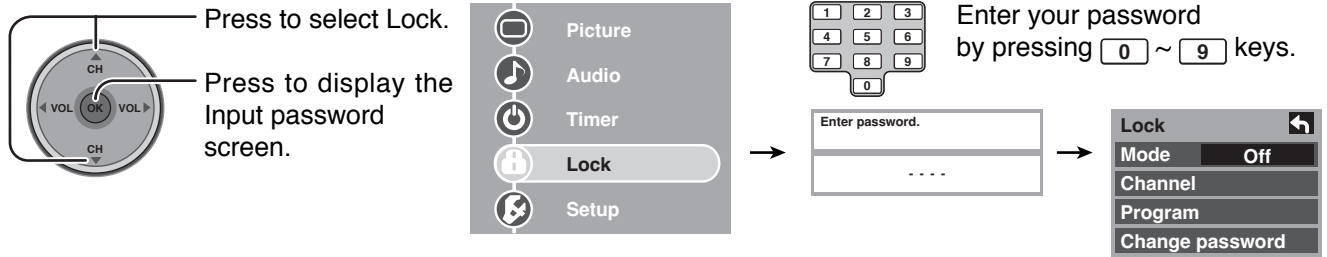 Press to select Lock.
Press to display the
Input password
screen.
CH
VOL OK VOL
CH
Picture
Audio
Timer
Lock
Setup
1 2 3
4 5 6
7 8 9
0
Enter your password
by pressing 0 ~ 9 keys.
Enter password.
- - - -
Lock
Mode Off
Channel
Program
Change password